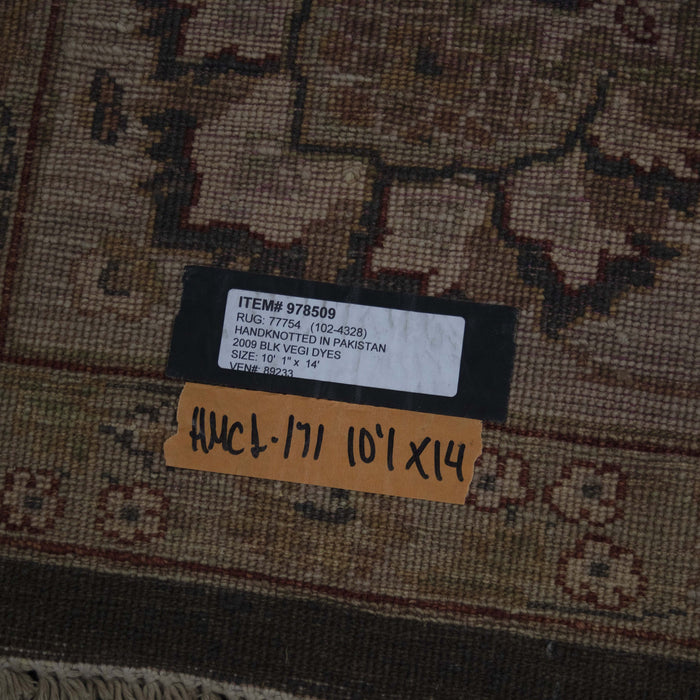 ITEM# 978509
RUG: 77754 (102-4328)
HANDKNOTTED IN PAKISTAN
2009 BLK VEGI DYES
SIZE: 10' 1" x 14'
VEN#: 89233
HMC1-171 10'1 X14